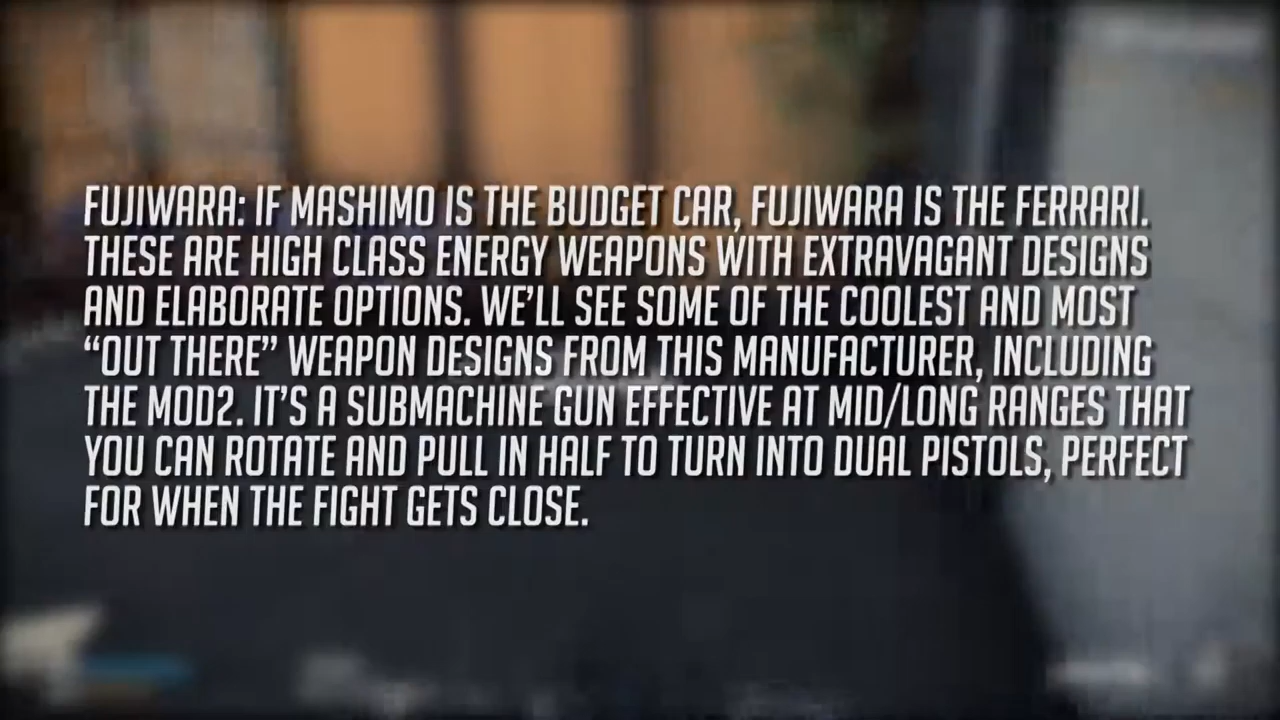 FUJIWARA: IF MASHIMO IS THE BUDGET CAR, FUJIWARA IS THE FERRARI.
THESE ARE HIGH CLASS ENERGY WEAPONS WITH EXTRAVAGANT DESIGNS
AND ELABORATE OPTIONS. WE’LL SEE SOME OF THE COOLEST AND MOST
“OUT THERE” WEAPON DESIGNS FROM THIS MANUFACTURER, INCLUDING
THE MOD2. IT’S A SUBMACHINE GUN EFFECTIVE AT MID/LONG RANGES THAT
YOU CAN ROTATE AND PULL IN HALF TO TURN INTO DUAL PISTOLS, PERFECT
FOR WHEN THE FIGHT GETS CLOSE.